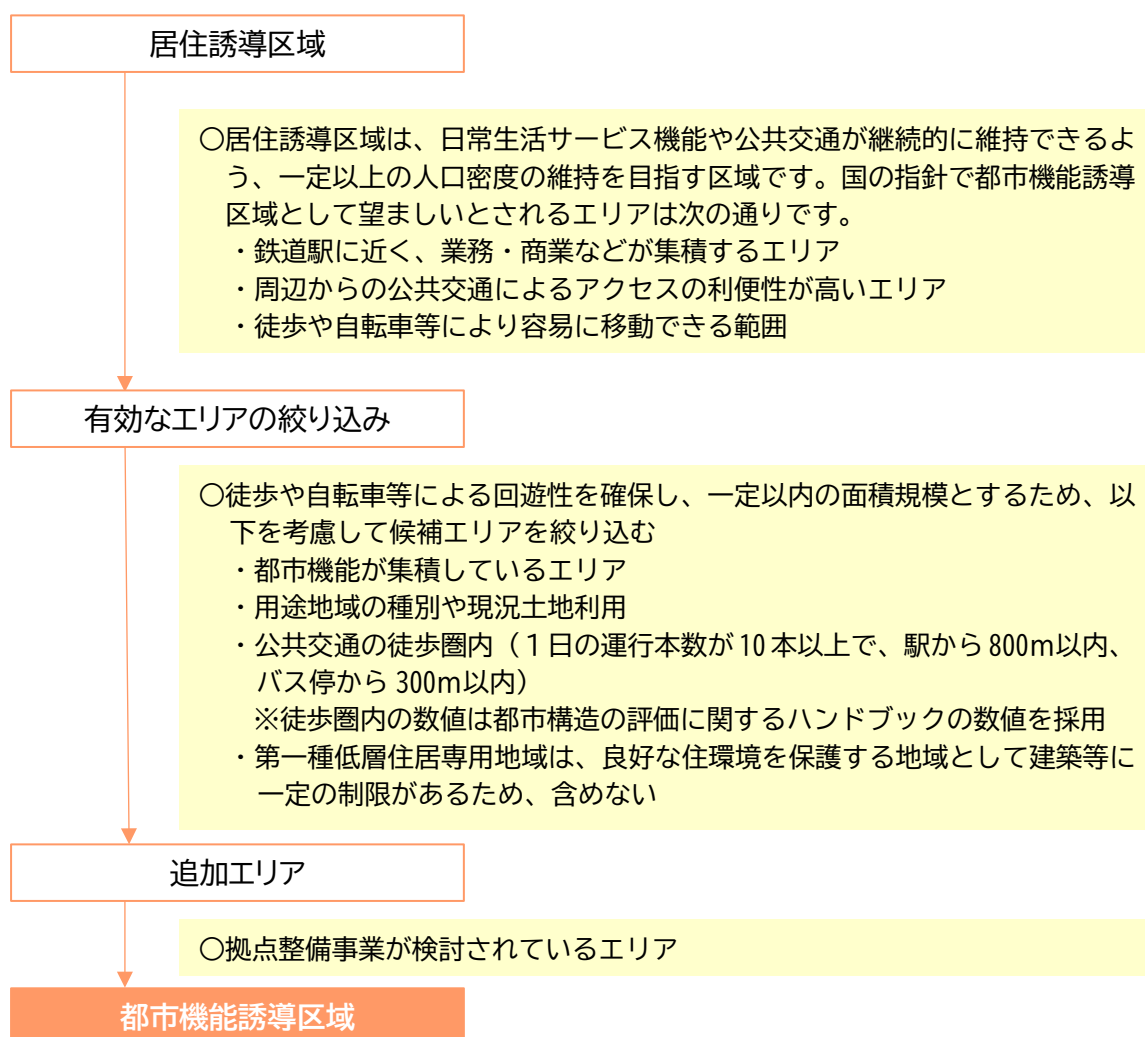 居住誘導区域
〇居住誘導区域は、日常生活サービス機能や公共交通が継続的に維持できるよ
う、一定以上の人口密度の維持を目指す区域です。国の指針で都市機能誘導
区域として望ましいとされるエリアは次の通りです。
・鉄道駅に近く、業務・商業などが集積するエリア
・周辺からの公共交通によるアクセスの利便性が高いエリア
・徒歩や自転車等により容易に移動できる範囲
有効なエリアの絞り込み
〇徒歩や自転車等による回遊性を確保し、一定以内の面積規模とするため、以
下を考慮して候補エリアを絞り込む
・都市機能が集積しているエリア
・用途地域の種別や現況土地利用
・公共交通の徒歩圏内（１日の運行本数が10本以上で、駅から800m以内、
バス停から300m以内）
※徒歩圏内の数値は都市構造の評価に関するハンドブックの数値を採用
・第一種低層住居専用地域は、良好な住環境を保護する地域として建築等に
一定の制限があるため、含めない
追加エリア
〇拠点整備事業が検討されているエリア
都市機能誘導区域